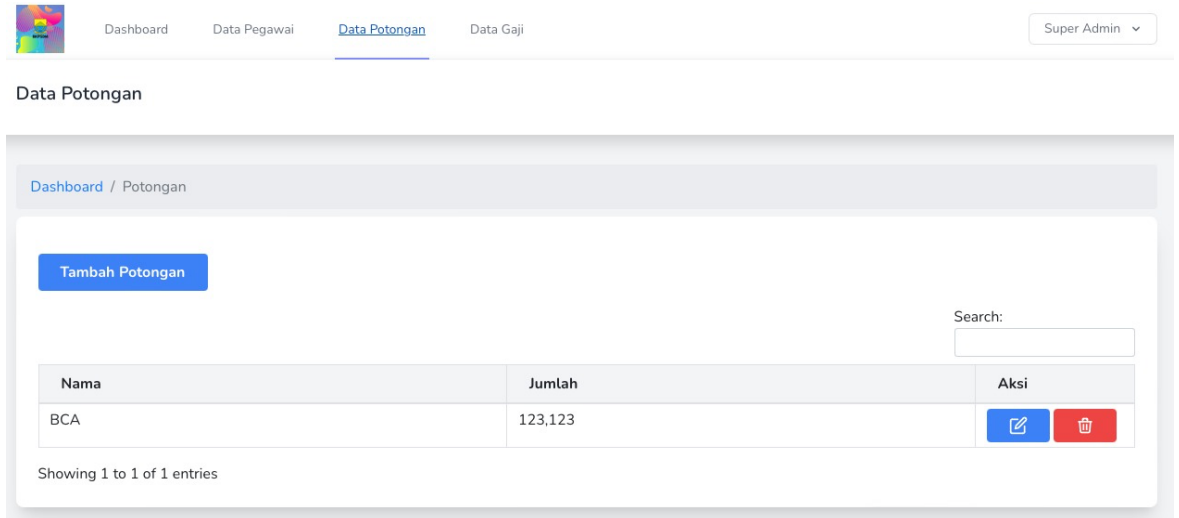 Dashboard Data Pegawai Data Potongan Data Gaji Super Admin
Data Potongan
Dashboard / Potongan
Tambah Potongan
Search:
Nama Jumlah Aksi
BCA 123,123
Showing 1 to 1 of 1 entries